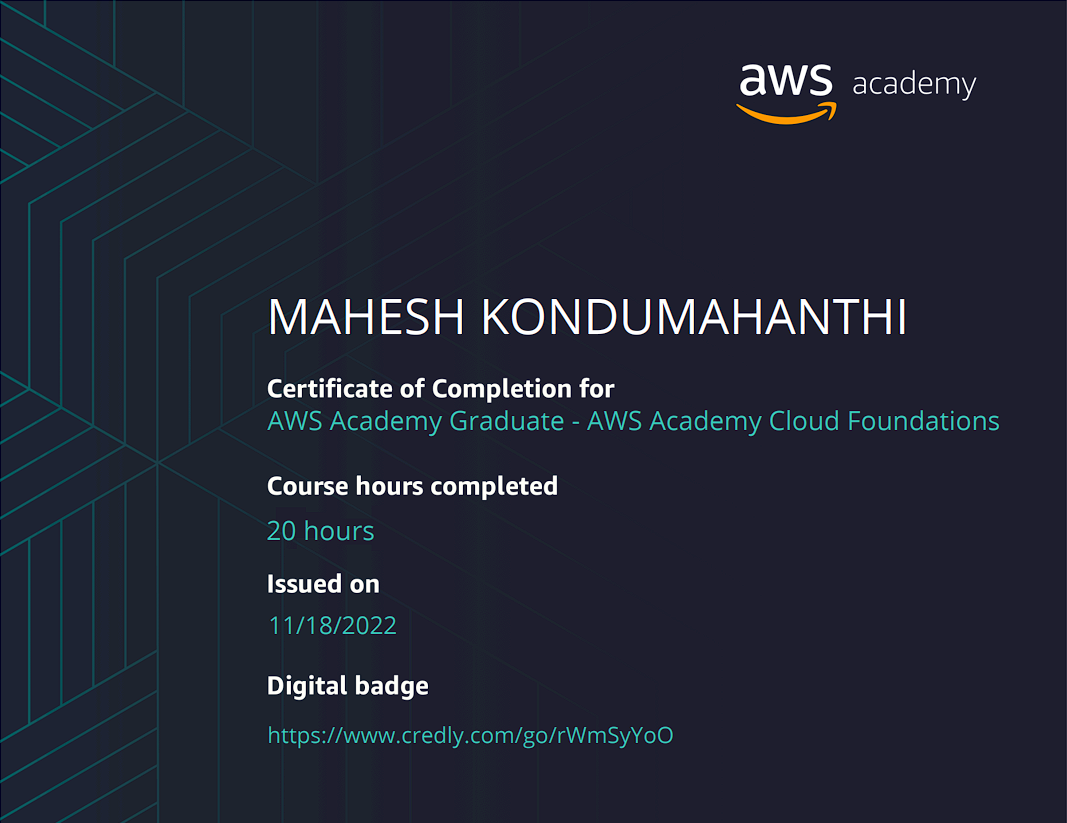 aws academy
MAHESH KONDUMAHANTHI
Certificate of Completion for
AWS Academy Graduate - AWS Academy Cloud Foundations
Course hours completed
20 hours
Issued on
11/18/2022
Digital badge
https://www.credly.com/go/rWmSyYoO